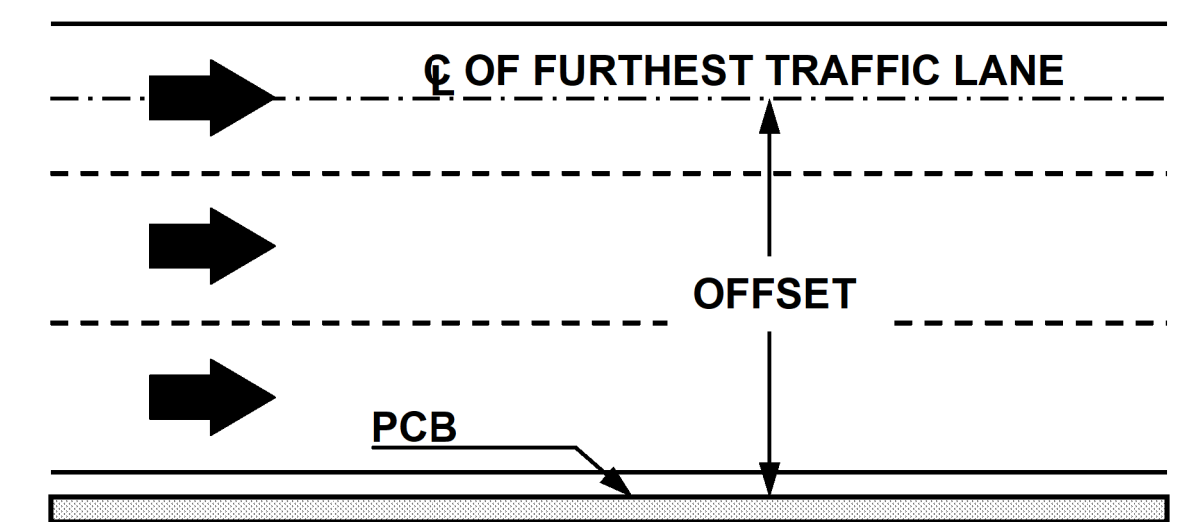 ℄ OF FURTHEST TRAFFIC LANE
OFFSET
PCB